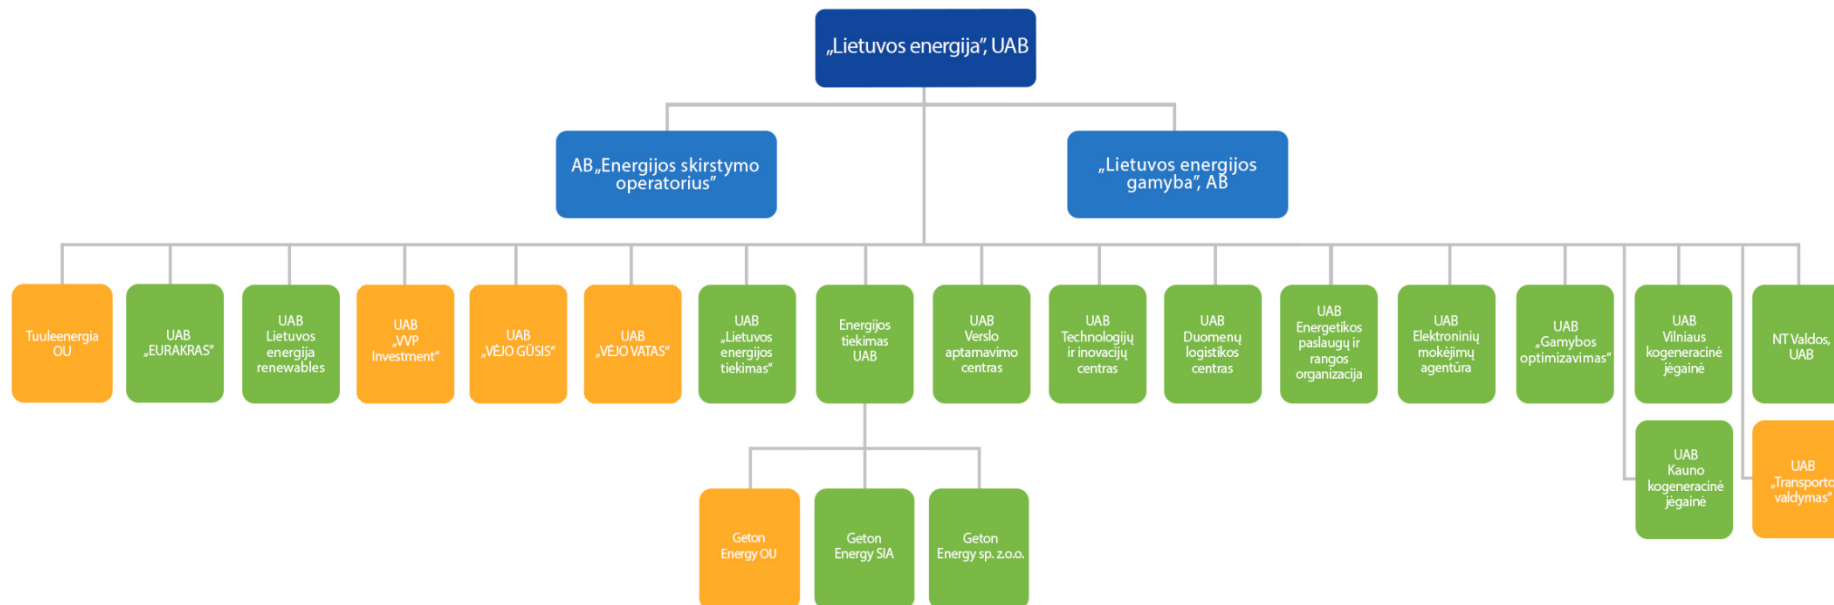 „Lietuvos energija”, UAB
AB „Energijos skirstymo
operatorius”
„Lietuvos energijos
gamyba”, AB
Tuuleenergia
OU
UAB
„EURAKRAS“
UAB
Lietuvos
energija
renewables
UAB
„VVP
Investment“
UAB
„VĖJO GŪSIS“
UAB
„VĖJO VATAS“
UAB
„Lietuvos
energijos
tiekimas“
Energijos
tiekimas
UAB
UAB
Verslo
aptarnavimo
centras
UAB
Technologijų
ir inovacijų
centras
UAB
Duomenų
logistikos
centras
UAB
Energetikos
paslaugų ir
rangos
organizacija
UAB
Elektroninių
mokėjimų
agentūra
UAB
„Gamybos
optimizavimas“
UAB
Vilniaus
kogeneracinė
jėgainė
NT Valdos,
UAB
UAB
Kauno
kogeneracinė
jėgainė
UAB
„Transporto
valdymas“
Geton
Energy OU
Geton
Energy SIA
Geton
Energy sp. z.o.o.